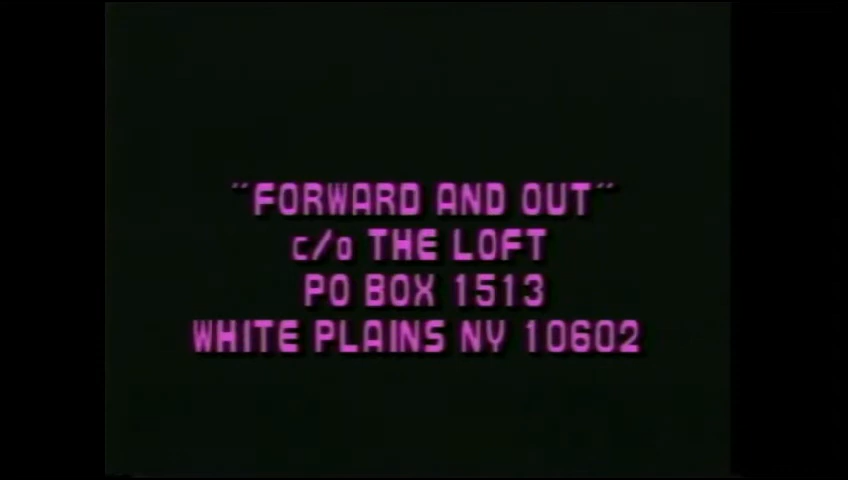 "FORWARD AND OUT"
c/o THE LOFT
PO BOX 1513
WHITE PLAINS NY 10602